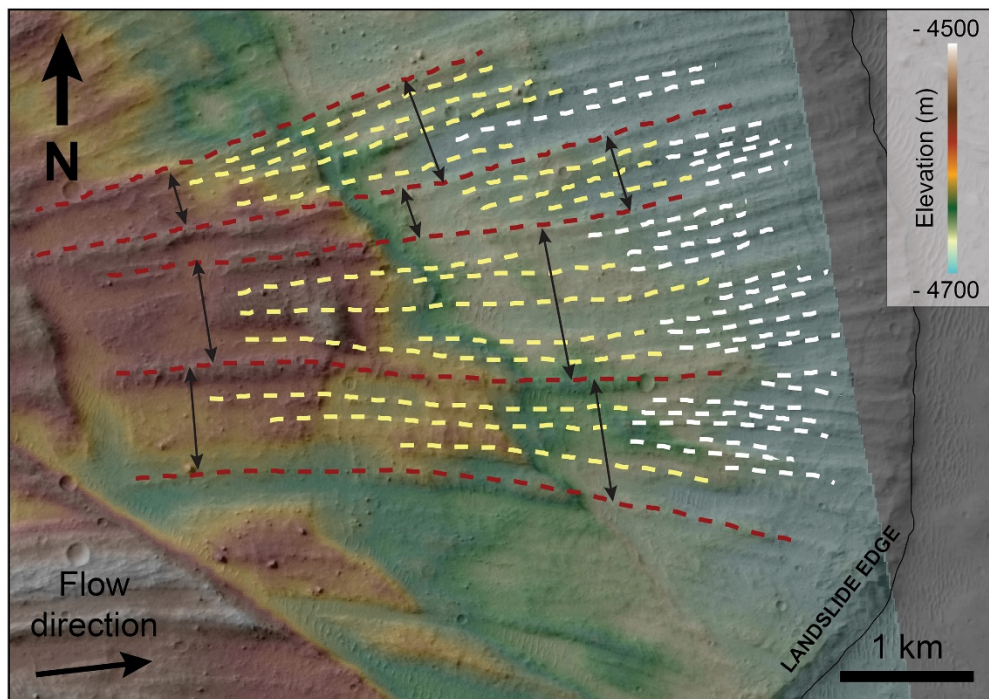 N
- 4500
Elevation (m)
- 4700
Flow
direction
LANDSLIDE EDGE
1 km